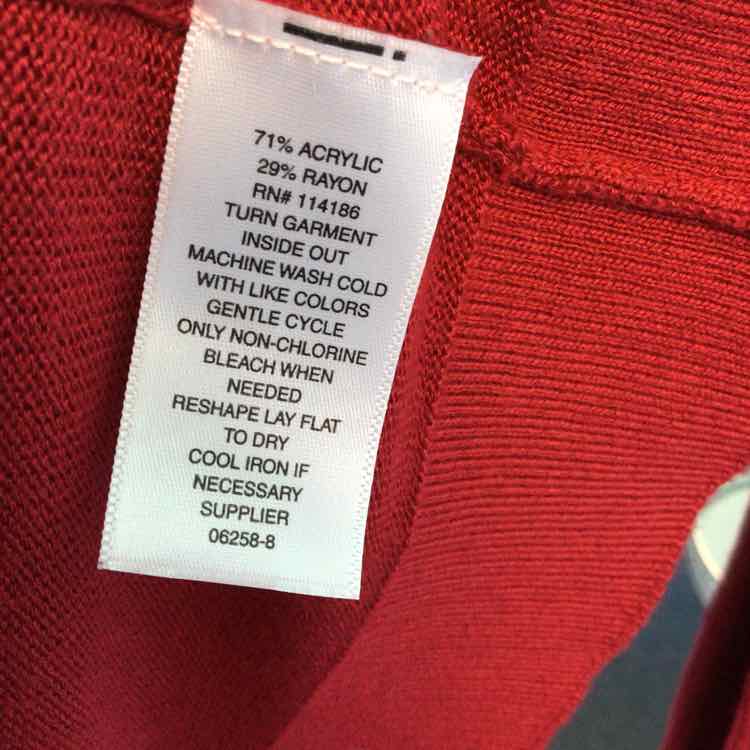 71% ACRYLIC
29% RAYON
RN# 114186
TURN GARMENT
INSIDE OUT
MACHINE WASH COLD
WITH LIKE COLORS
GENTLE CYCLE
ONLY NON-CHLORINE
BLEACH WHEN
NEEDED
RESHAPE LAY FLAT
TO DRY
COOL IRON IF
NECESSARY
SUPPLIER
06258-8